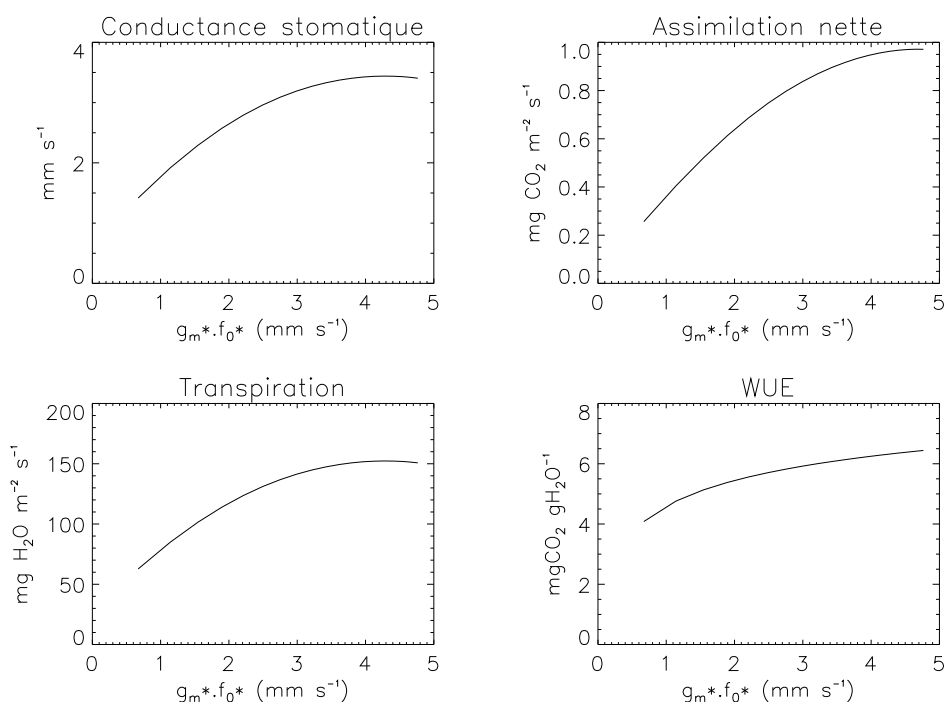 Conductance stomatique
4
2
0
mm s⁻¹
0 1 2 3 4 5
gₘ*.f₀* (mm s⁻¹)
Assimilation nette
1.0
0.8
0.6
0.4
0.2
0.0
mg CO₂ m⁻² s⁻¹
0 1 2 3 4 5
gₘ*.f₀* (mm s⁻¹)
Transpiration
200
150
100
50
0
mg H₂O m⁻² s⁻¹
0 1 2 3 4 5
gₘ*.f₀* (mm s⁻¹)
WUE
8
6
4
2
0
mgCO₂ gH₂O⁻¹
0 1 2 3 4 5
gₘ*.f₀* (mm s⁻¹)